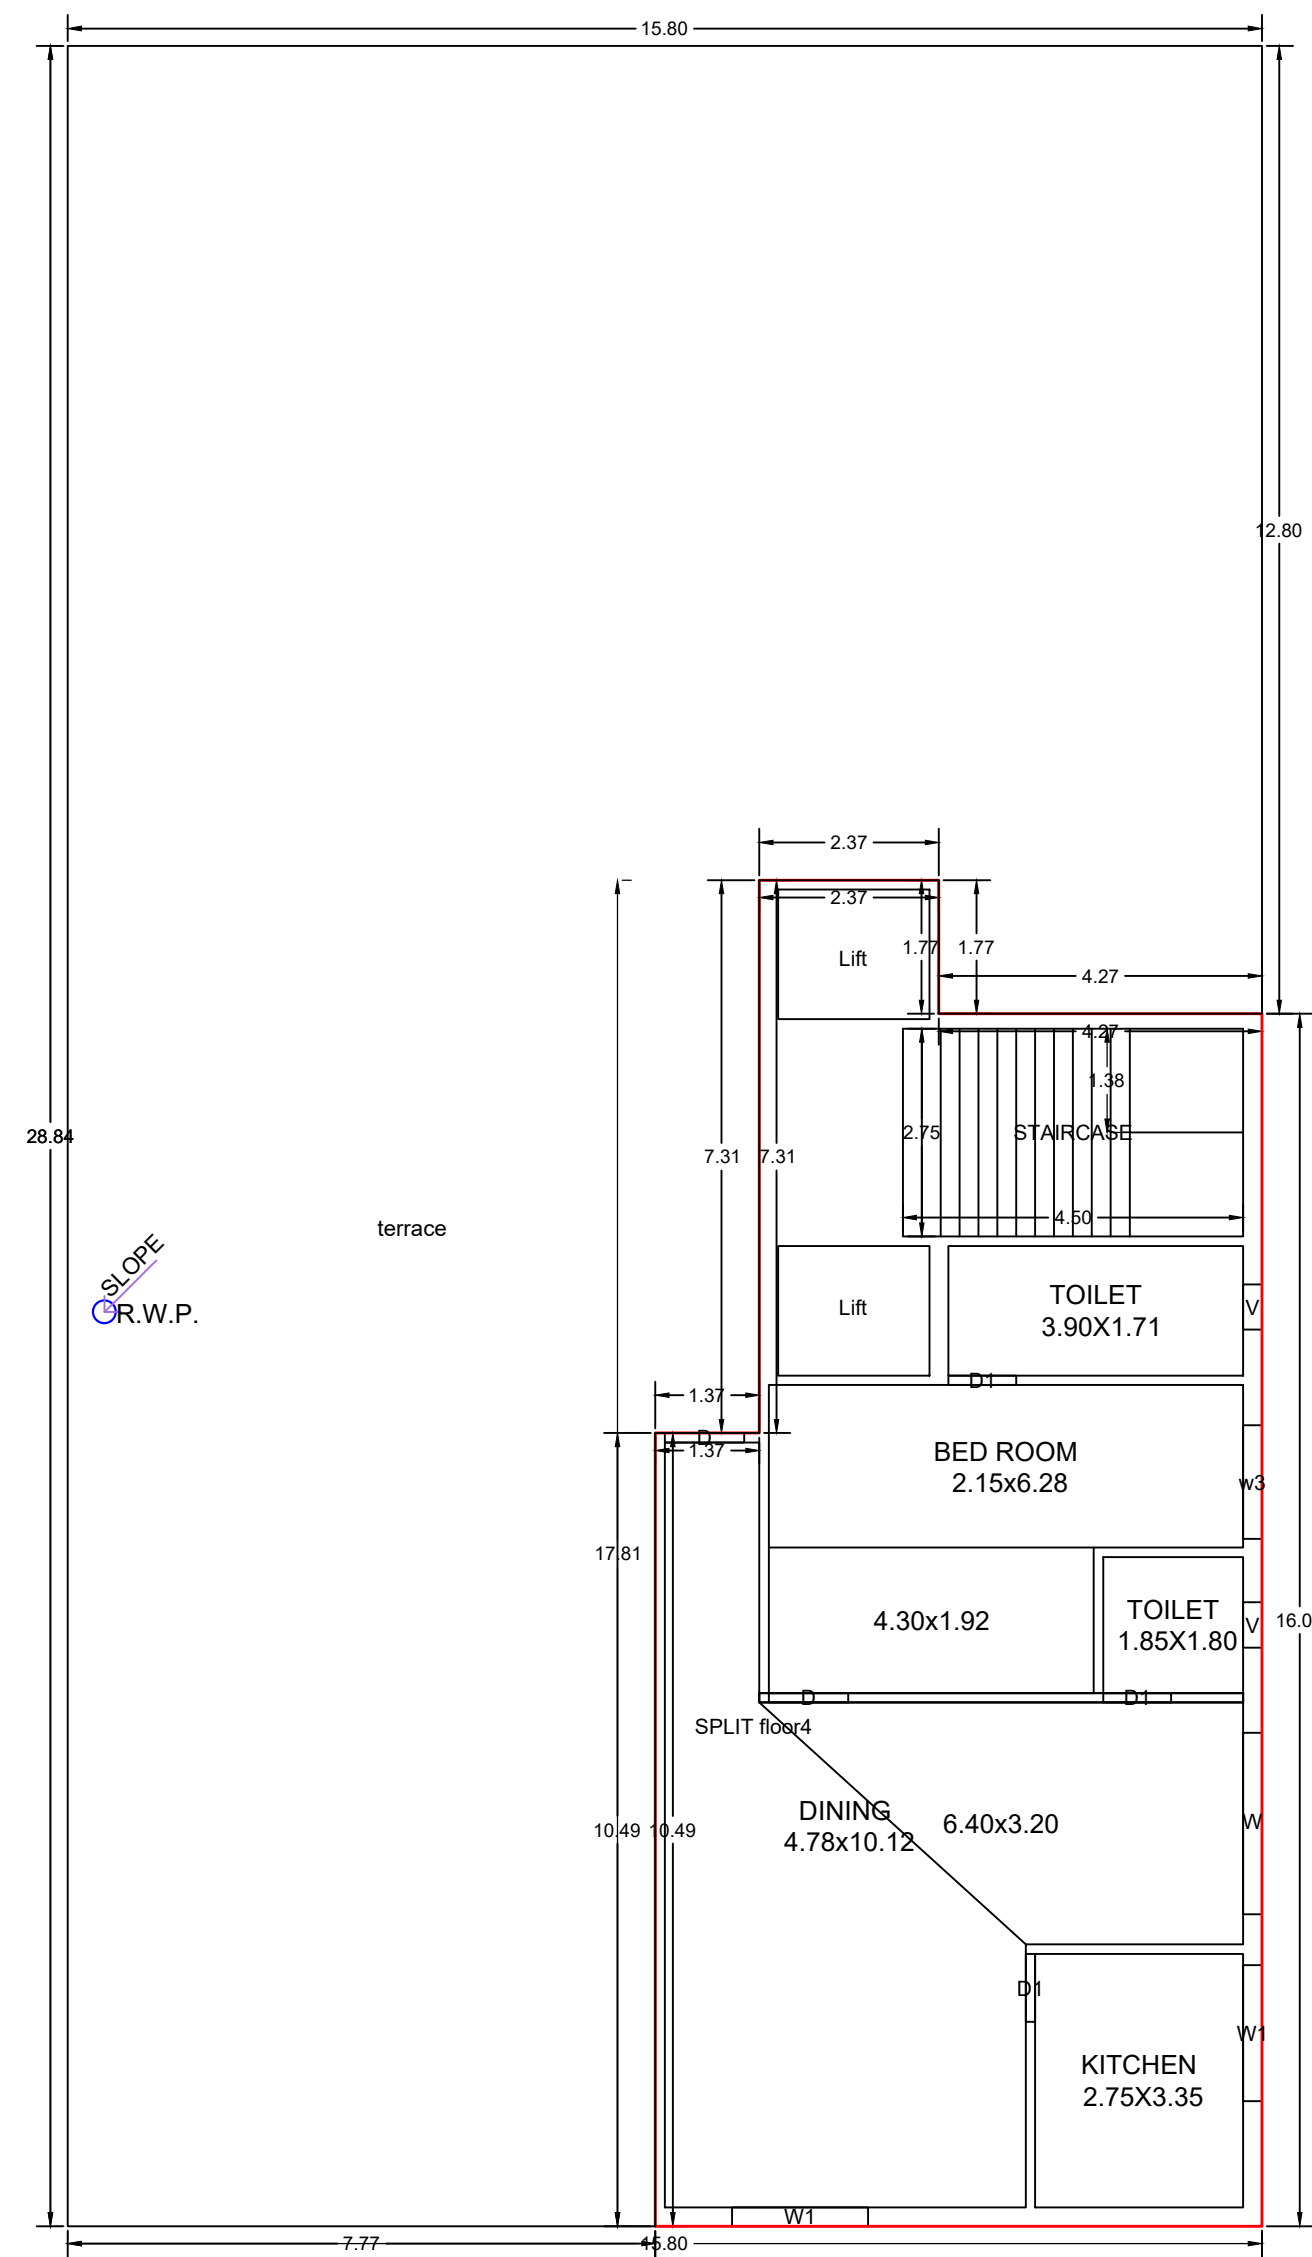 15.80
12.80
2.37
2.37
Lift
1.77
1.77
4.27
4.27
1.38
28.84
2.75
STAIRCASE
7.31
7.31
4.50
terrace
SLOPE
R.W.P.
Lift
TOILET
3.90X1.71
V
D1
1.37
D
1.37
BED ROOM
2.15x6.28
w3
17.81
4.30x1.92
TOILET
1.85X1.80
V
16.0
D
D1
SPLIT floor4
DINING
4.78x10.12
6.40x3.20
W
10.49
10.49
D1
W1
KITCHEN
2.75X3.35
W1
7.77
15.80